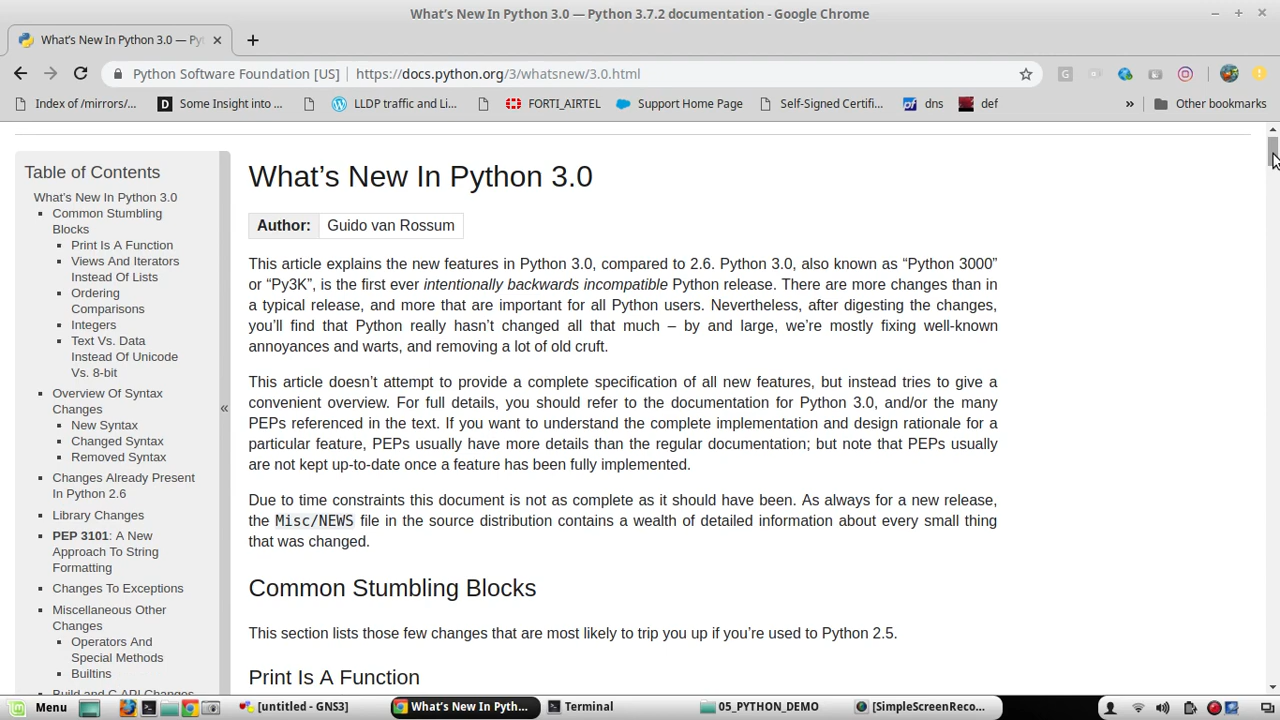 What's New In Python 3.0 — Python 3.7.2 documentation - Google Chrome
What's New In Python 3.0 — Py
Python Software Foundation [US] | https://docs.python.org/3/whatsnew/3.0.html
Index of /mirrors/... Some Insight into ... LLDP traffic and Li... FORTI_AIRTEL Support Home Page Self-Signed Certifi... dns def » Other bookmarks
Table of Contents
What's New In Python 3.0
Common Stumbling
Blocks
Print Is A Function
Views And Iterators
Instead Of Lists
Ordering
Comparisons
Integers
Text Vs. Data
Instead Of Unicode
Vs. 8-bit
Overview Of Syntax
Changes
New Syntax
Changed Syntax
Removed Syntax
Changes Already Present
In Python 2.6
Library Changes
PEP 3101: A New
Approach To String
Formatting
Changes To Exceptions
Miscellaneous Other
Changes
Operators And
Special Methods
Builtins
Build and C API Changes
«
What's New In Python 3.0
Author: Guido van Rossum
This article explains the new features in Python 3.0, compared to 2.6. Python 3.0, also known as “Python 3000”
or “Py3K”, is the first ever intentionally backwards incompatible Python release. There are more changes than in
a typical release, and more that are important for all Python users. Nevertheless, after digesting the changes,
you'll find that Python really hasn't changed all that much – by and large, we're mostly fixing well-known
annoyances and warts, and removing a lot of old cruft.
This article doesn't attempt to provide a complete specification of all new features, but instead tries to give a
convenient overview. For full details, you should refer to the documentation for Python 3.0, and/or the many
PEPs referenced in the text. If you want to understand the complete implementation and design rationale for a
particular feature, PEPs usually have more details than the regular documentation; but note that PEPs usually
are not kept up-to-date once a feature has been fully implemented.
Due to time constraints this document is not as complete as it should have been. As always for a new release,
the Misc/NEWS file in the source distribution contains a wealth of detailed information about every small thing
that was changed.
Common Stumbling Blocks
This section lists those few changes that are most likely to trip you up if you're used to Python 2.5.
Print Is A Function
Menu [untitled - GNS3] What's New In Pyth... Terminal 05_PYTHON_DEMO [SimpleScreenReco...